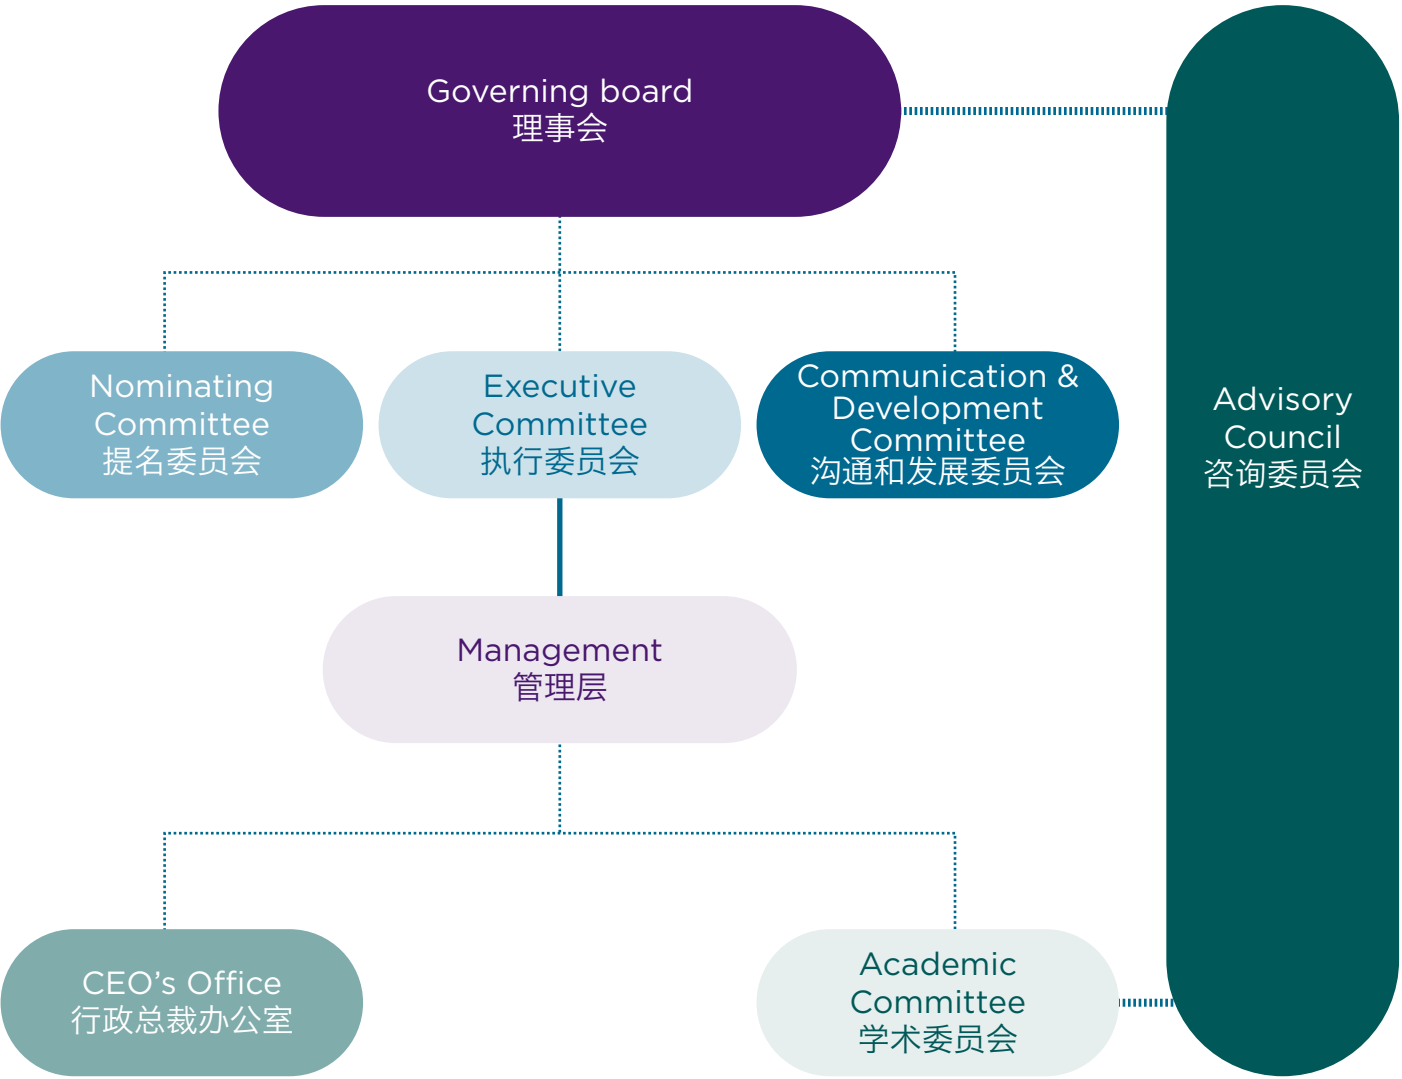 Governing board
理事会
Nominating
Committee
提名委员会
Executive
Committee
执行委员会
Communication &
Development
Committee
沟通和发展委员会
Advisory
Council
咨询委员会
Management
管理层
CEO’s Office
行政总裁办公室
Academic
Committee
学术委员会